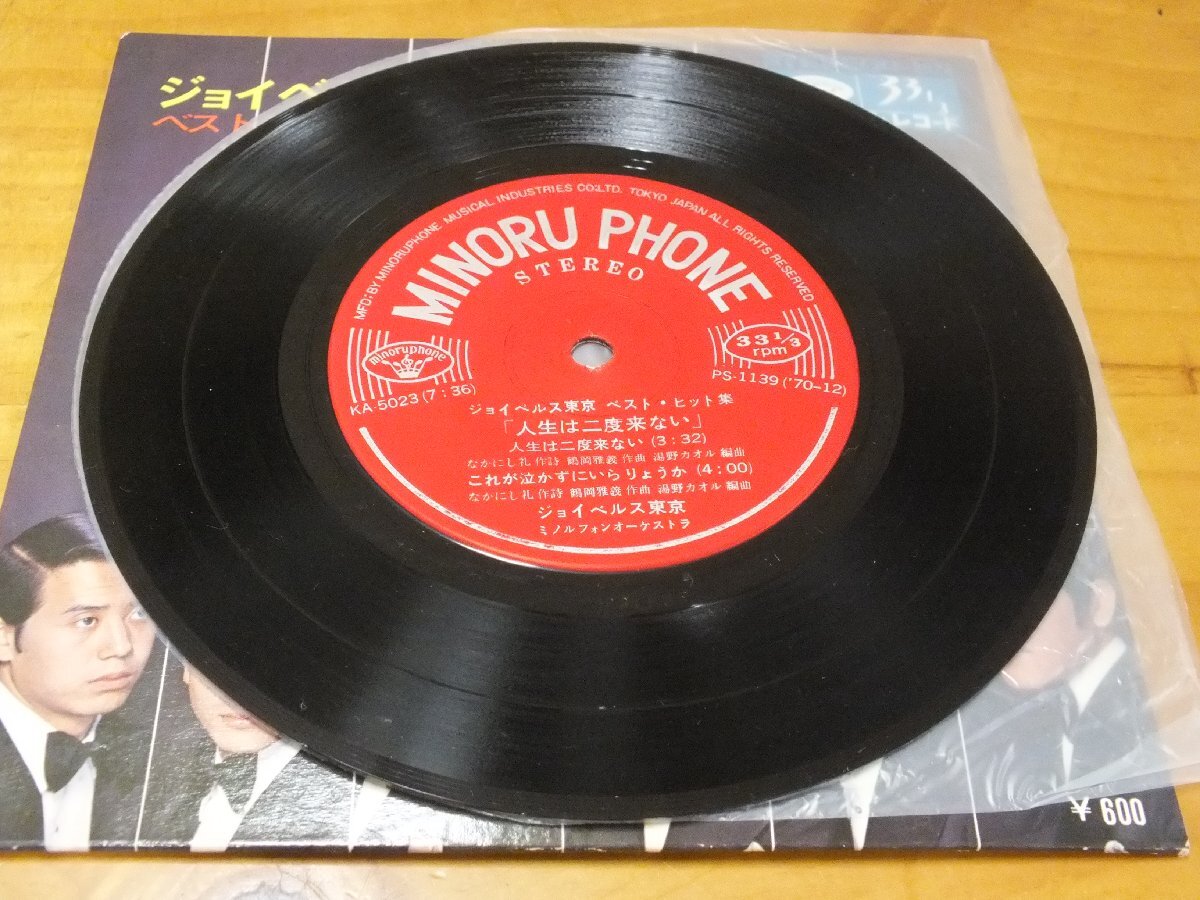 ジョイベ
ベスト
33 1/3
レコード
MFD; BY MINORUPHONE. MUSICAL INDUSTRIES CO:LTD. TOKYO JAPAN ALL RIGHTS RESERVED
MINORU PHONE
STEREO
minoruphone
33 1/3
rpm
KA-5023 (7:36)
PS-1139 ('70-12)
ジョイベルス東京 ベスト・ヒット集
「人生は二度来ない」
人生は二度来ない (3:32)
なかにし礼 作詩 鶴岡雅義 作曲 湯野カオル 編曲
これが泣かずにいらりょうか (4:00)
なかにし礼 作詩 鶴岡雅義 作曲 湯野カオル 編曲
ジョイベルス東京
ミノルフォンオーケストラ
¥ 600